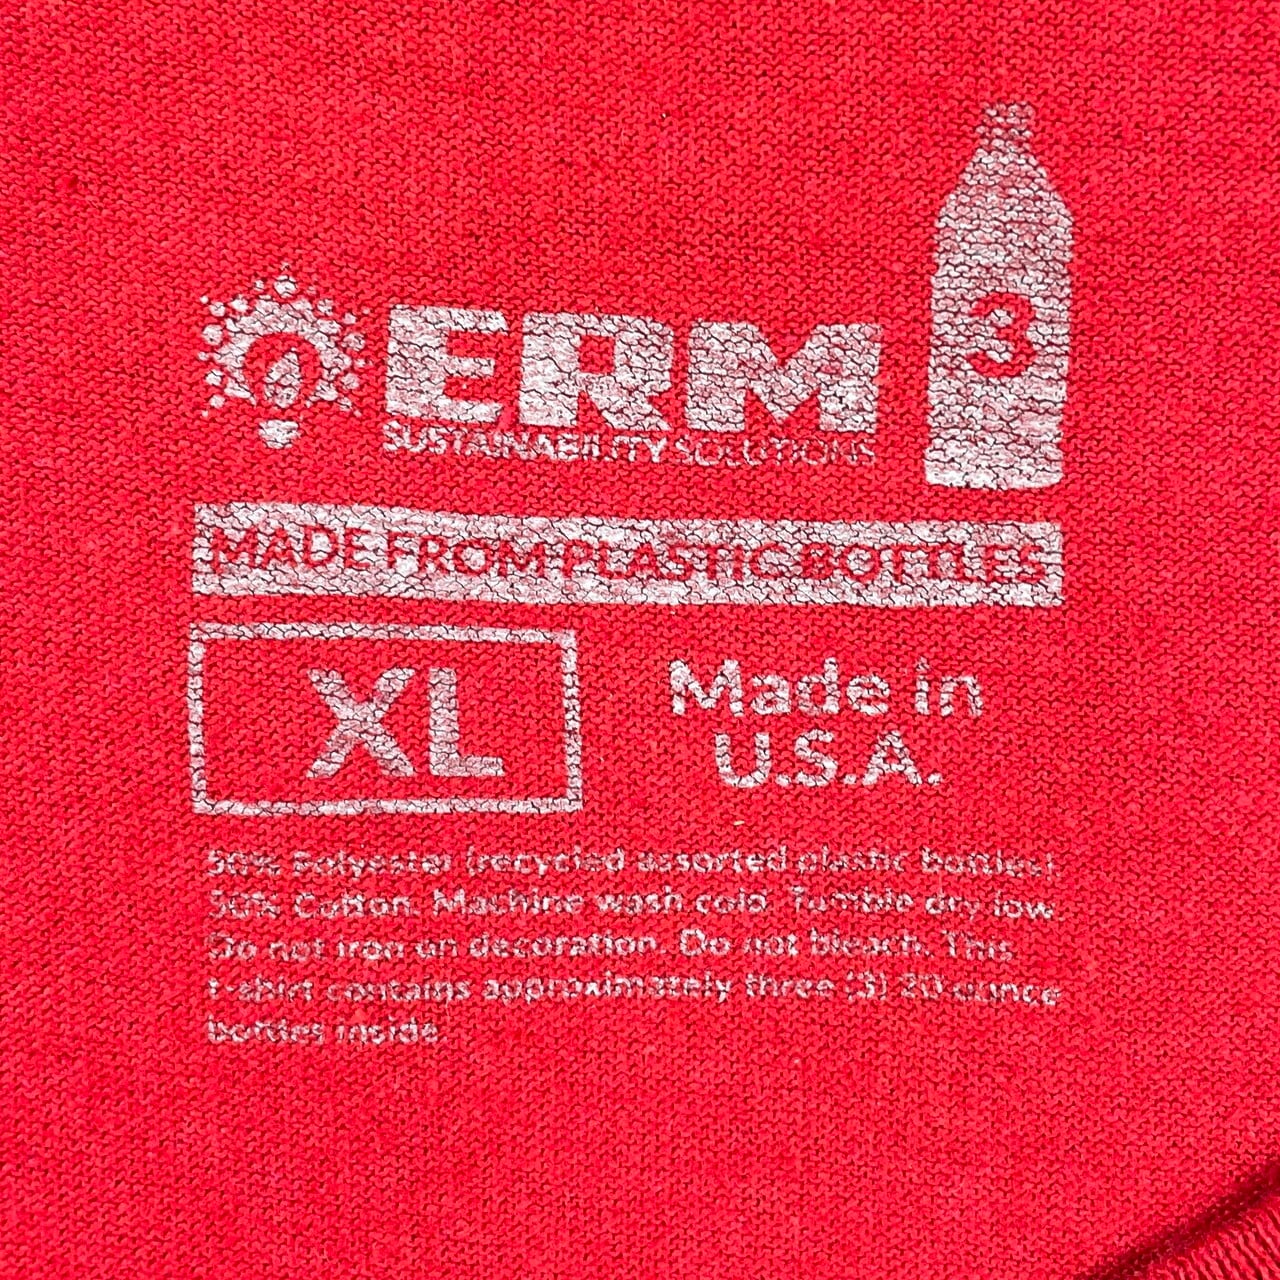 ERM
SUSTAINABILITY SOLUTIONS
3
MADE FROM PLASTIC BOTTLES
XL
Made in
U.S.A.
50% Polyester (recycled assorted plastic bottles)
50% Cotton. Machine wash cold. Tumble dry low.
Do not iron on decoration. Do not bleach. This
t-shirt contains approximately three (3) 20-ounce
bottles inside.